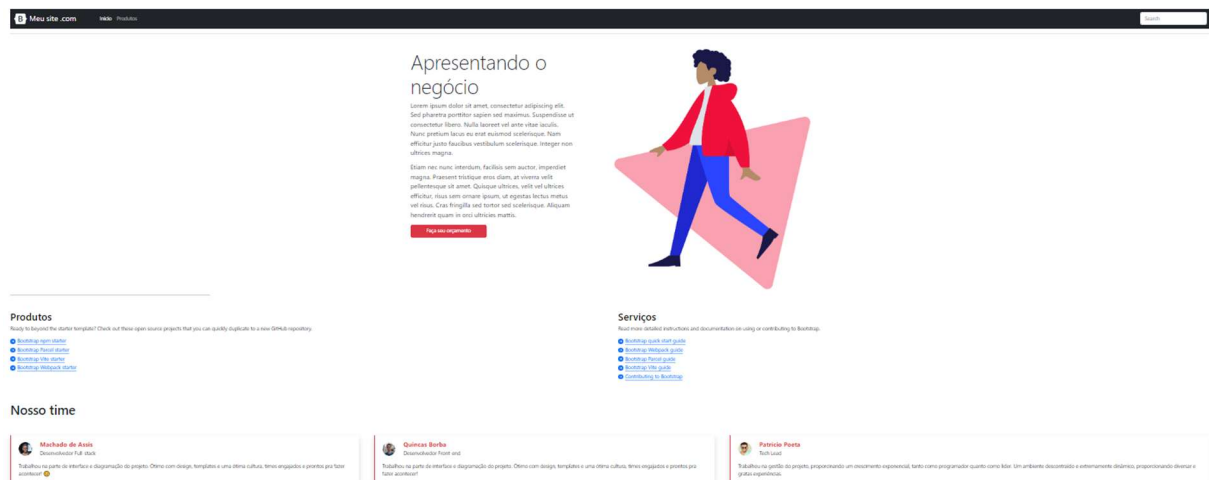 B Meu site .com Início Produtos Search
Apresentando o
negócio
Lorem ipsum dolor sit amet, consectetur adipiscing elit.
Sed pharetra porttitor sapien sed maximus. Suspendisse ut
consectetur libero. Nulla laoreet vel ante vitae iaculis.
Nunc pretium lacus eu erat euismod scelerisque. Nam
efficitur justo faucibus vestibulum scelerisque. Integer non
ultrices magna.
Etiam nec nunc interdum, facilisis sem auctor, imperdiet
magna. Praesent tristique eros diam, at viverra velit
pellentesque sit amet. Quisque ultrices, velit vel ultrices
efficitur, risus sem ornare ipsum, ut egestas lectus metus
vel risus. Cras fringilla sed tortor sed scelerisque. Aliquam
hendrerit quam in orci ultricies mattis.
Faça seu orçamento
Produtos
Ready to beyond the starter template? Check out these open source projects that you can quickly duplicate to a new GitHub repository.
Bootstrap npm starter
Bootstrap Parcel starter
Bootstrap Vite starter
Bootstrap Webpack starter
Serviços
Read more detailed instructions and documentation on using or contributing to Bootstrap.
Bootstrap quick start guide
Bootstrap Webpack guide
Bootstrap Parcel guide
Bootstrap Vite guide
Contributing to Bootstrap
Nosso time
Machado de Assis
Desenvolvedor Full-stack
Trabalhou na parte de interface e diagramação do projeto. Ótimo com design, templates e uma ótima cultura, times engajados e prontos pra fazer
acontecer!
Quincas Borba
Desenvolvedor Front-end
Trabalhou na parte de interface e diagramação do projeto. Ótimo com design, templates e uma ótima cultura, times engajados e prontos pra
fazer acontecer!
Patricio Poeta
Tech Lead
Trabalhou na gestão do projeto, proporcionando um crescimento exponencial, tanto como programador quanto como líder. Um ambiente descontraído e extremamente dinâmico, proporcionando diversas e
gratas experiências.